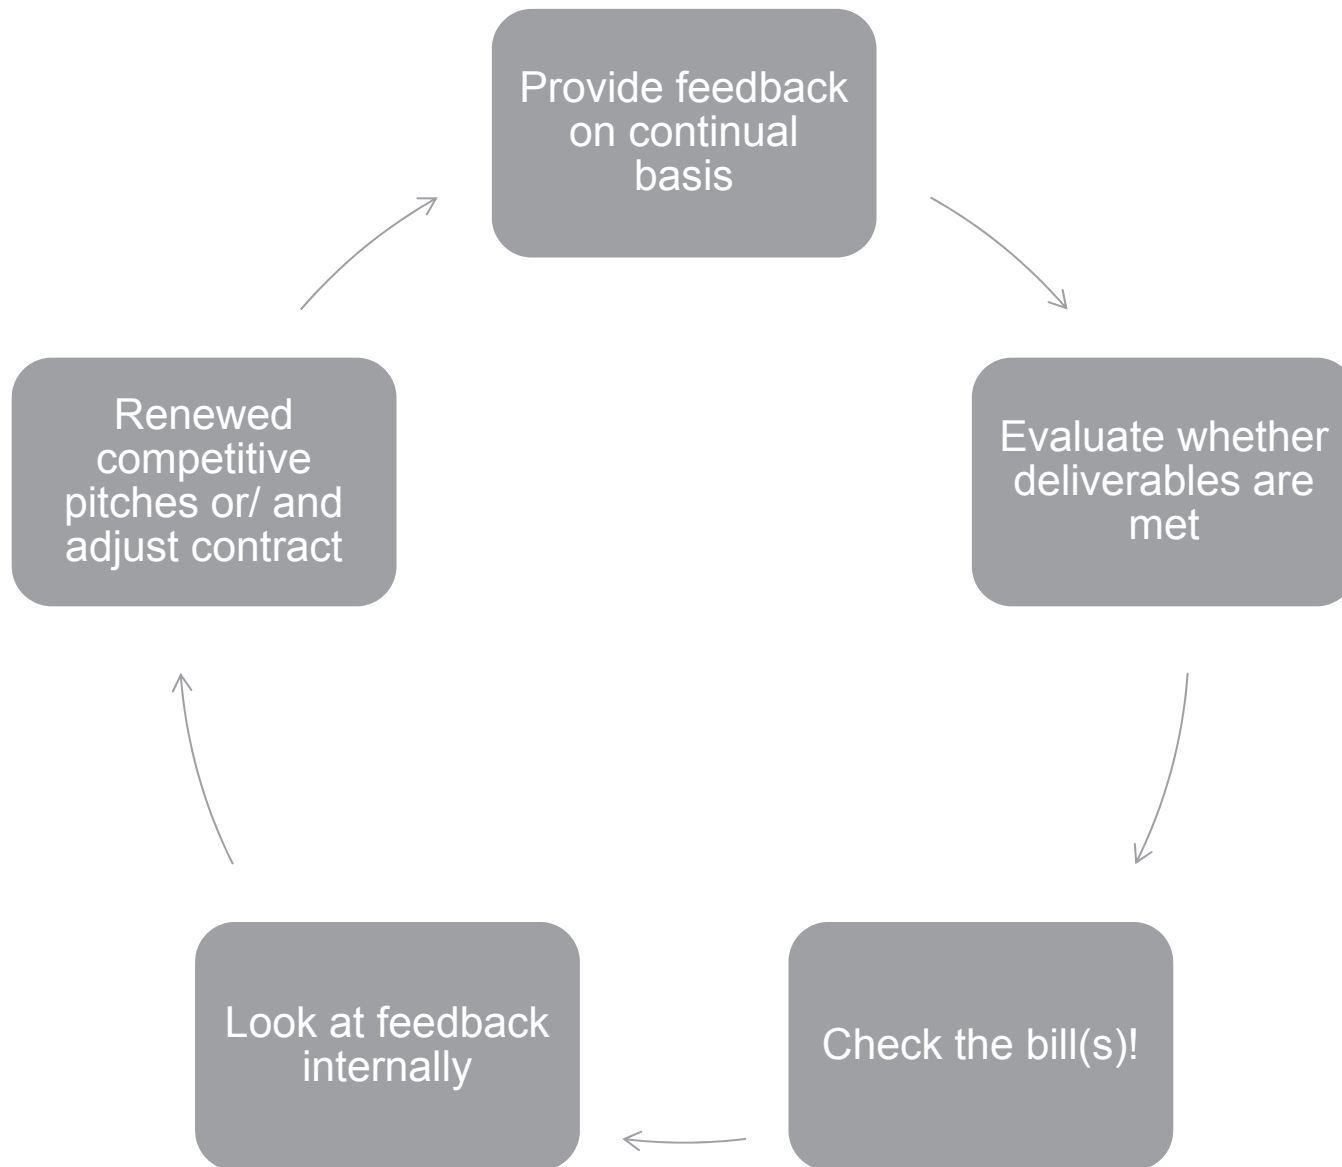 Provide feedback
on continual
basis
Evaluate whether
deliverables are
met
Check the bill(s)!
Look at feedback
internally
Renewed
competitive
pitches or/ and
adjust contract